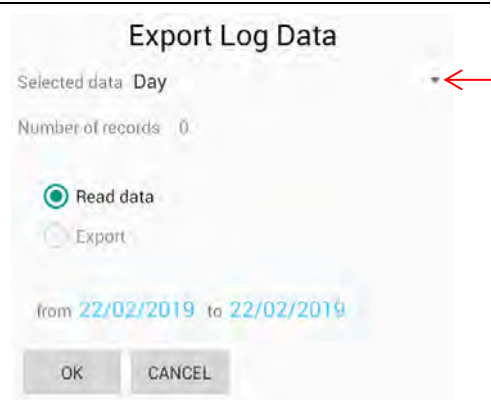 Export Log Data
Selected data Day
Number of records 0
Read data
Export
from 22/02/2019 to 22/02/2019
OK CANCEL